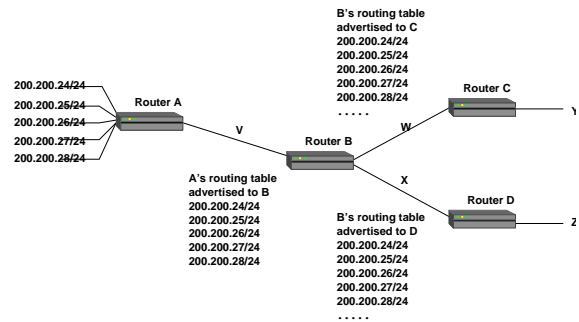 B's routing table
advertised to C
200.200.24/24
200.200.25/24
200.200.26/24
200.200.27/24
200.200.28/24
. . . . .
200.200.24/24
200.200.25/24
200.200.26/24
200.200.27/24
200.200.28/24
Router A
V
Router B
W
Router C
Y
A's routing table
advertised to B
200.200.24/24
200.200.25/24
200.200.26/24
200.200.27/24
200.200.28/24
X
Router D
Z
B's routing table
advertised to D
200.200.24/24
200.200.25/24
200.200.26/24
200.200.27/24
200.200.28/24
. . . . .